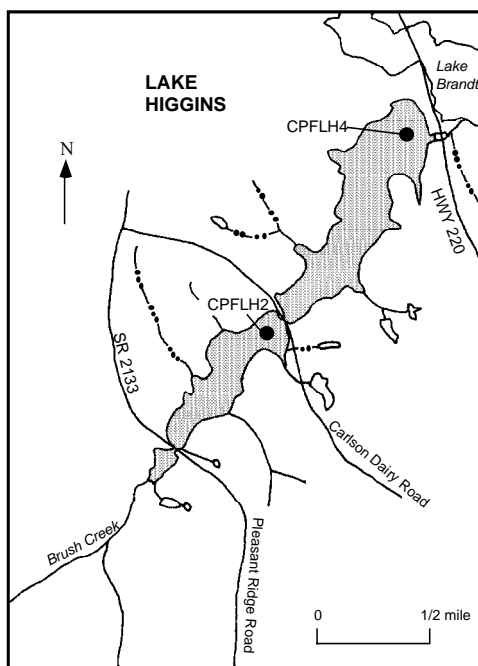 LAKE
HIGGINS
Lake
Brandt
CPFLH4
N
HWY 220
CPFLH2
SR 2133
Carlson Dairy Road
Brush Creek
Pleasant Ridge Road
0 1/2 mile